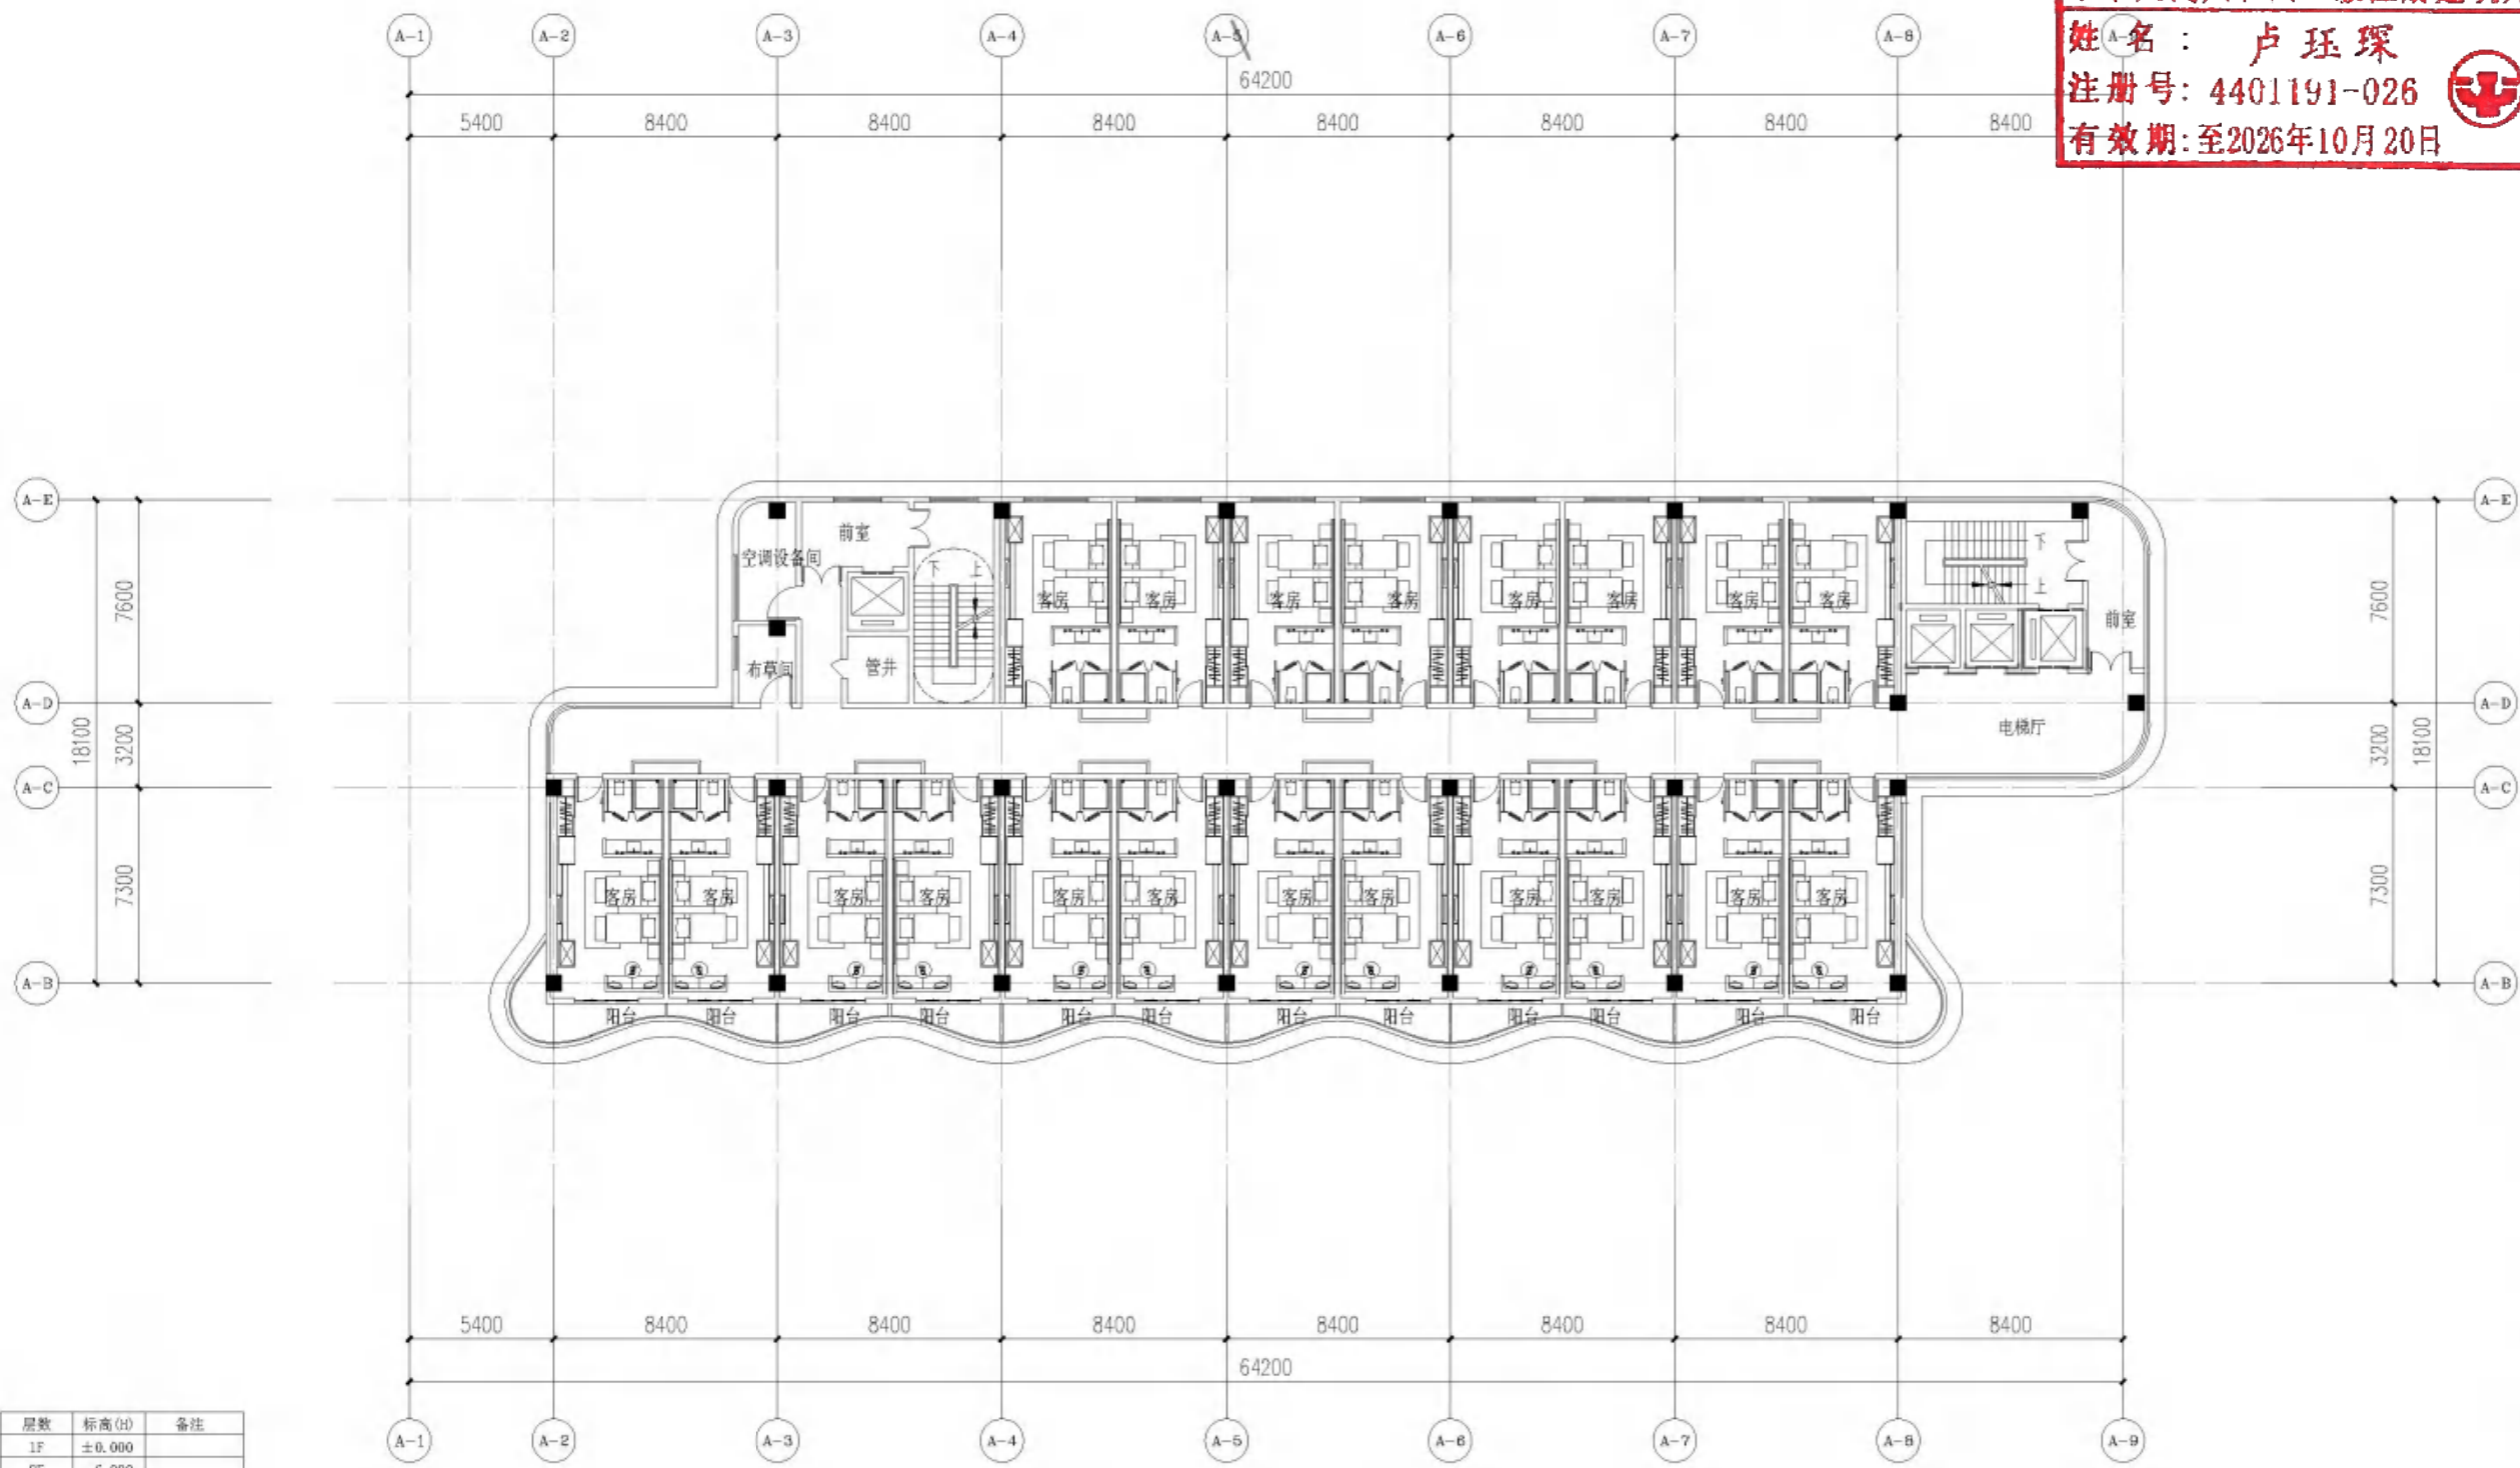 A-1 A-2 A-3 A-4 A-5 A-6 A-7 A-8
姓 名： 卢珏琛
注册号: 4401191-026
有效期:至2026年10月20日
64200
5400 8400 8400 8400 8400 8400 8400 8400
A-E A-E
前室
空调设备间
下 上
下
上
7600 7600
客房 客房 客房 客房 客房 客房 客房 客房
前室
布草间 管井
A-D A-D
电梯厅
18100 3200 3200 18100
A-C A-C
7300 7300
客房 客房 客房 客房 客房 客房 客房 客房 客房 客房 客房 客房
A-B A-B
阳台 阳台 阳台 阳台 阳台 阳台 阳台 阳台 阳台 阳台 阳台 阳台
5400 8400 8400 8400 8400 8400 8400 8400
64200
层数 标高(H) 备注
1F ±0.000
A-1 A-2 A-3 A-4 A-5 A-6 A-7 A-8 A-9